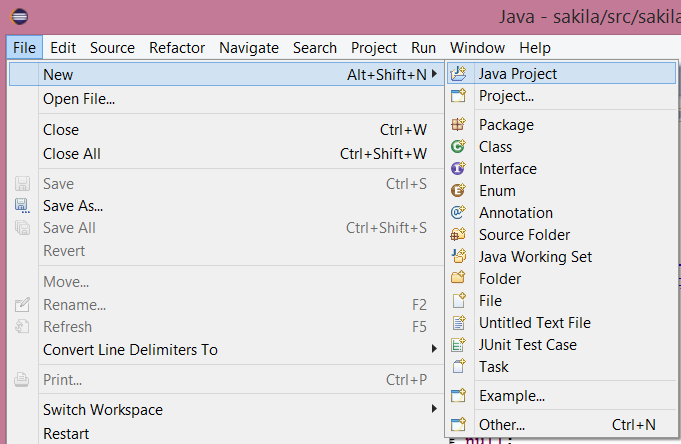 Java - sakila/src/sakila
File Edit Source Refactor Navigate Search Project Run Window Help
New Alt+Shift+N
Open File...
Close Ctrl+W
Close All Ctrl+Shift+W
Save Ctrl+S
Save As...
Save All Ctrl+Shift+S
Revert
Move...
Rename... F2
Refresh F5
Convert Line Delimiters To
Print... Ctrl+P
Switch Workspace
Restart
Java Project
Project...
Package
Class
Interface
Enum
Annotation
Source Folder
Java Working Set
Folder
File
Untitled Text File
JUnit Test Case
Task
Example...
Other... Ctrl+N
null;